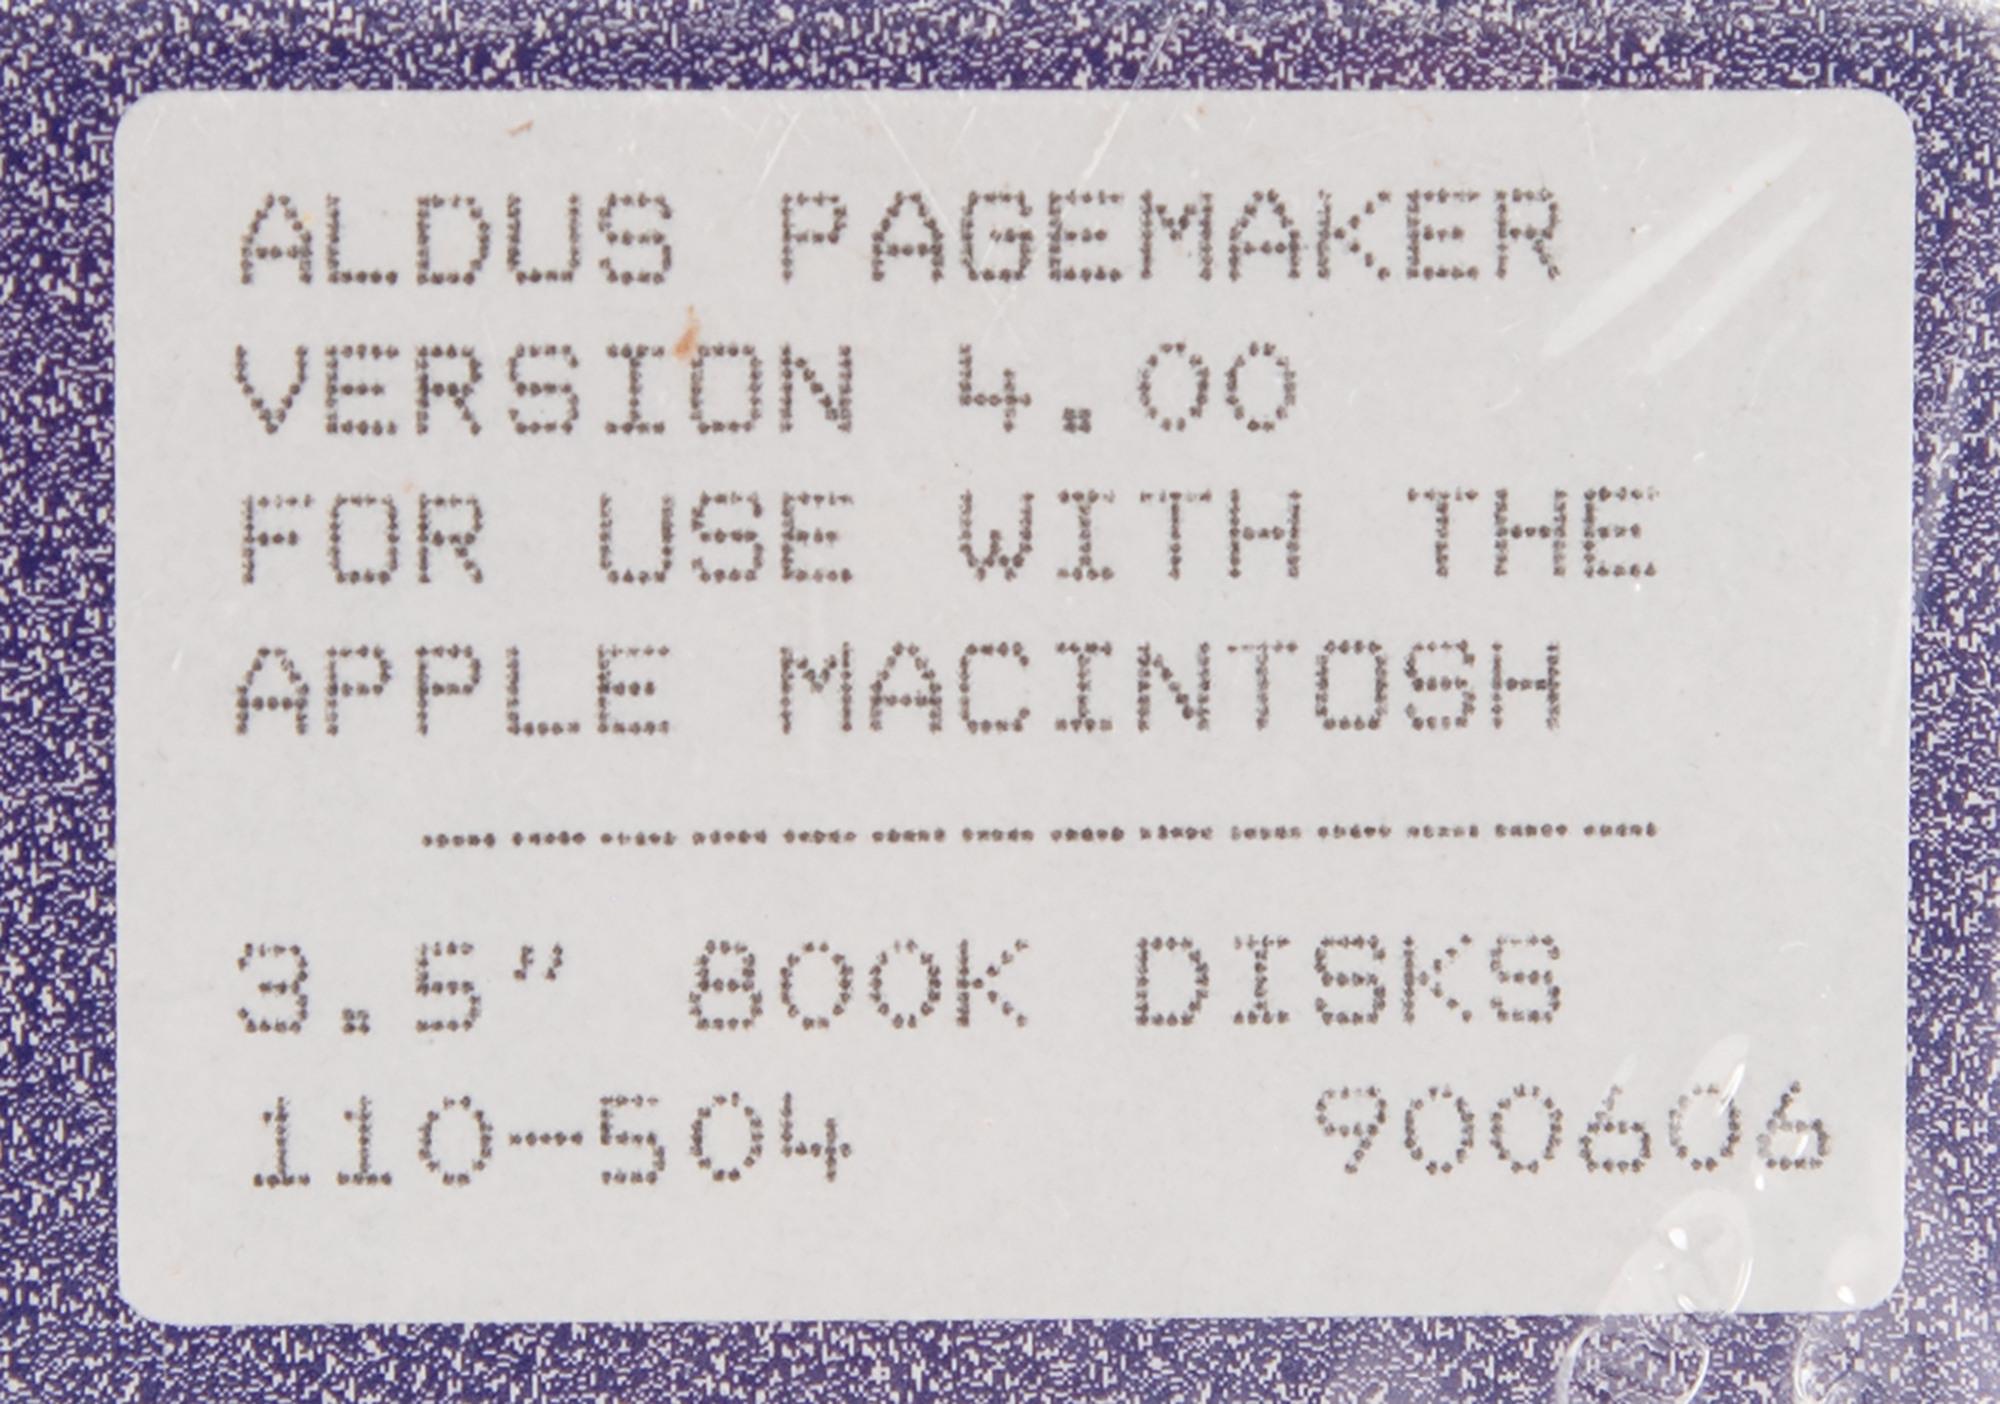 ALDUS PAGEMAKER
VERSION 4.00
FOR USE WITH THE
APPLE MACINTOSH
--------------
3.5" 800K DISKS
110-504 900606